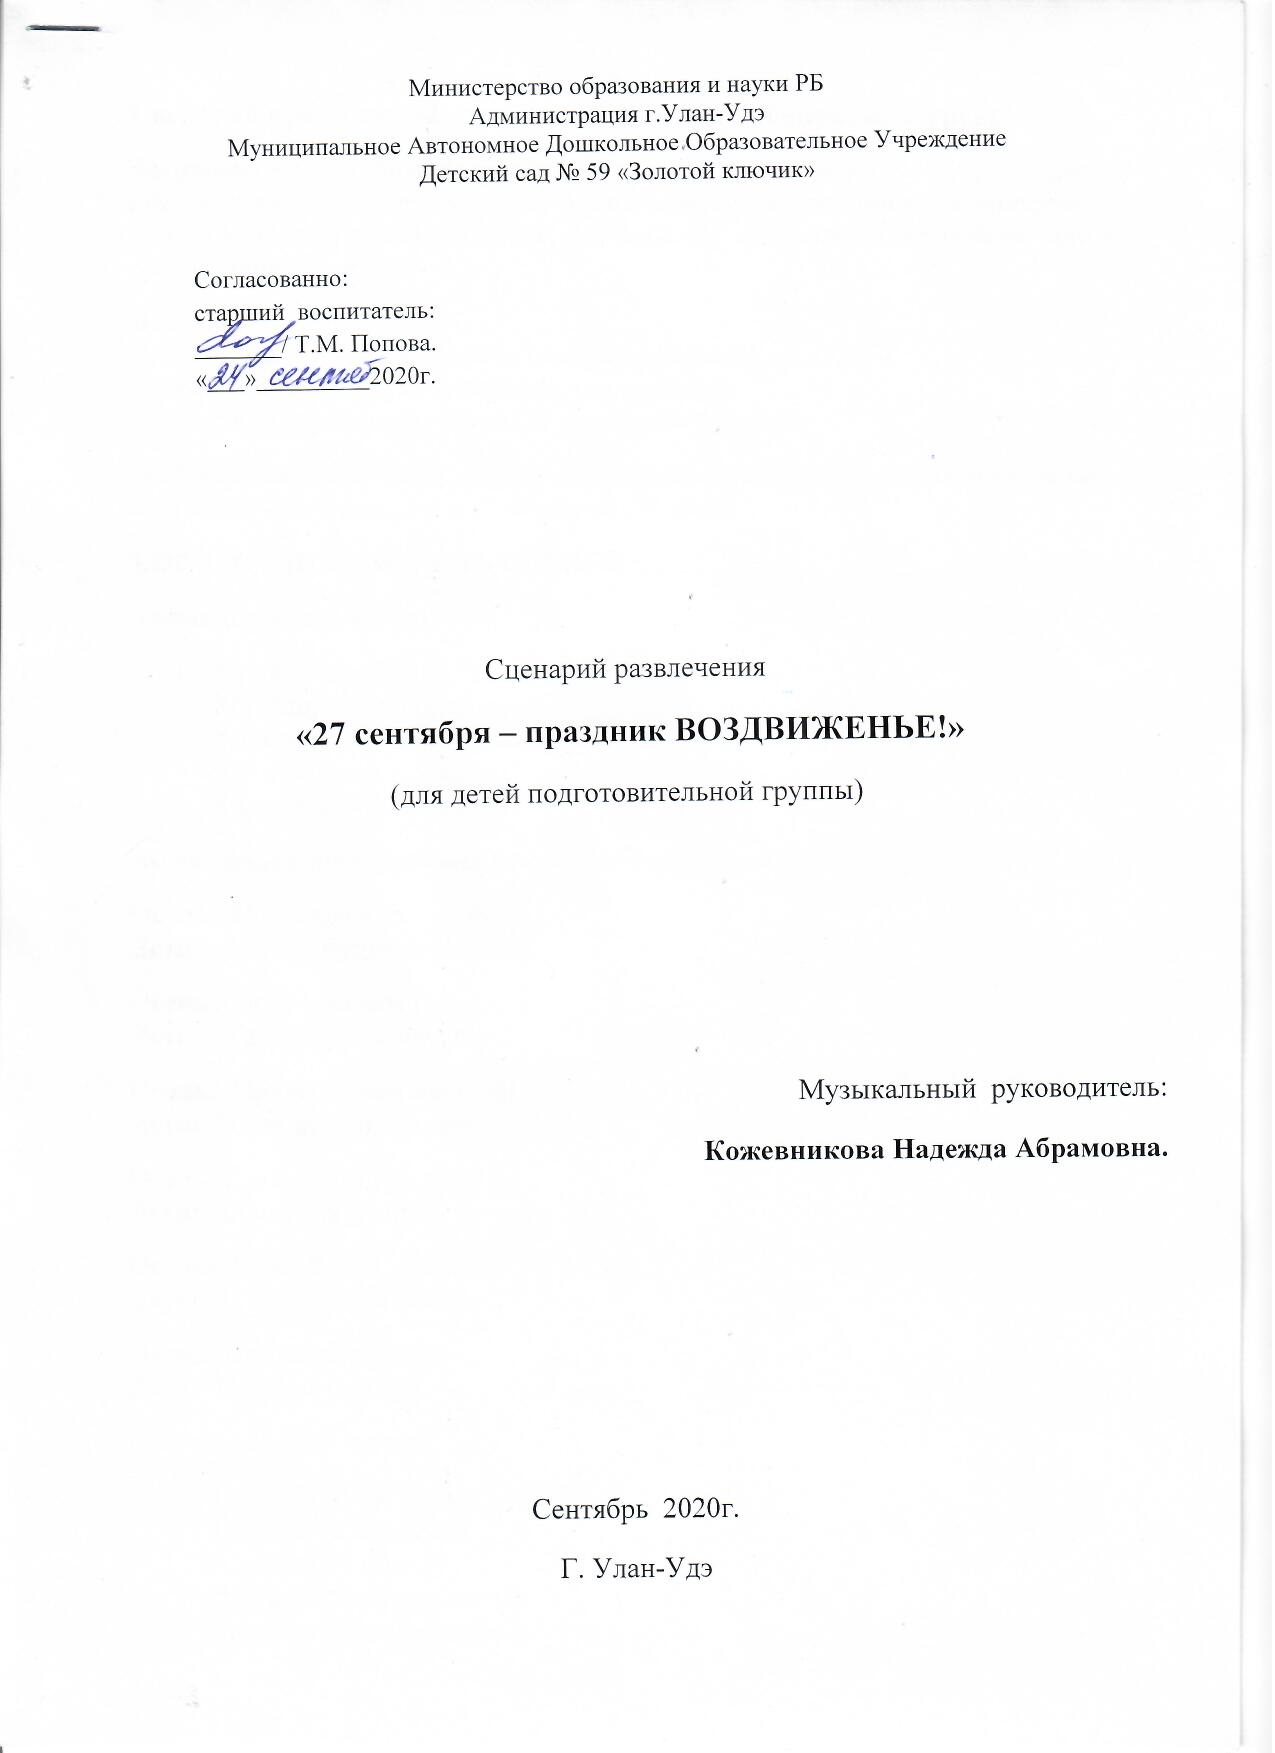 Министерство образования и науки РБ
Администрация г.Улан-Удэ
Муниципальное Автономное Дошкольное Образовательное Учреждение
Детский сад № 59 «Золотой ключик»
Согласованно:
старший воспитатель:
_______/ Т.М. Попова.
«24» сентяб 2020г.
Сценарий развлечения
«27 сентября – праздник ВОЗДВИЖЕНЬЕ!»
(для детей подготовительной группы)
Музыкальный руководитель:
Кожевникова Надежда Абрамовна.
Сентябрь 2020г.
Г. Улан-Удэ